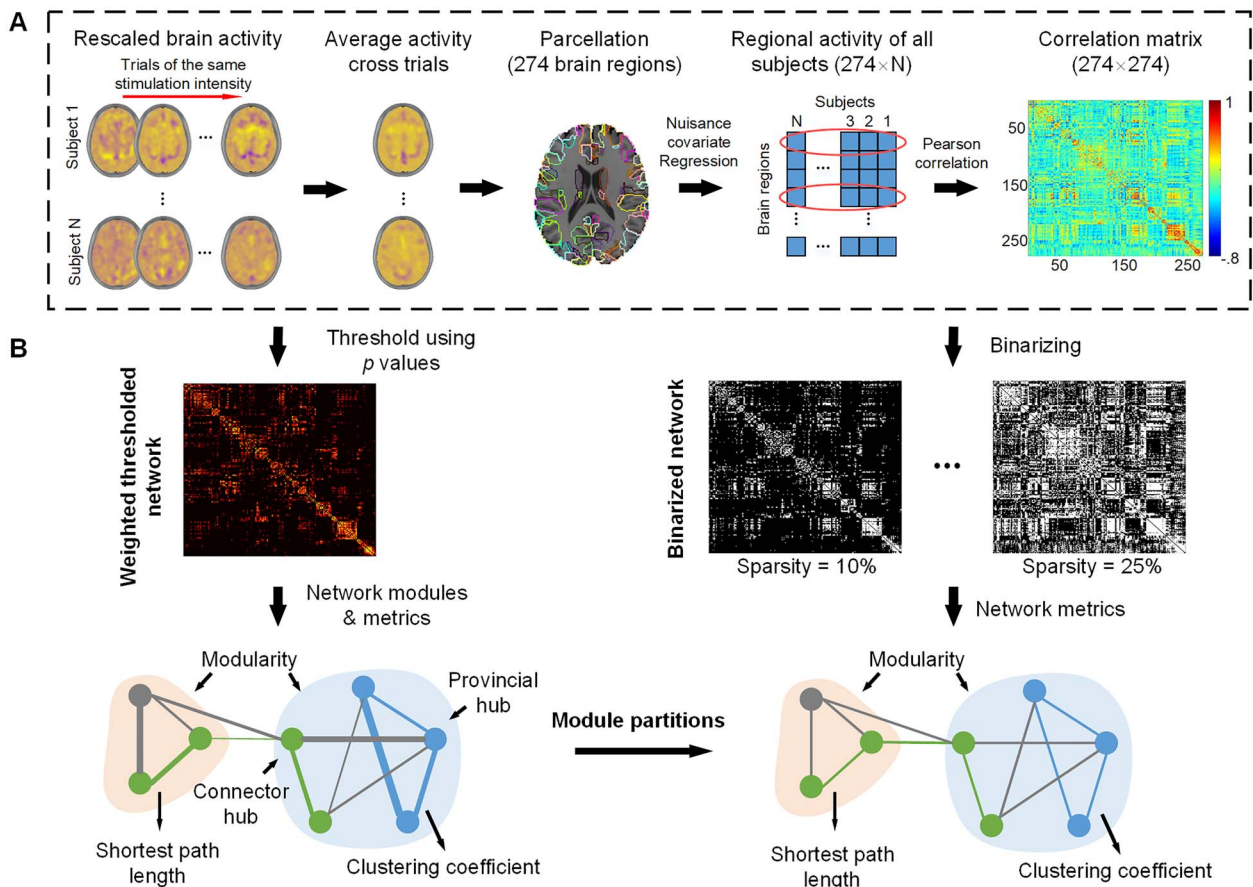 A
Rescaled brain activity
Trials of the same
stimulation intensity
Subject 1
...
Subject N
...
Average activity
cross trials
Parcellation
(274 brain regions)
Nuisance
covariate
Regression
Regional activity of all
subjects (274×N)
Subjects
N 3 2 1
Brain regions
...
...
Pearson
correlation
Correlation matrix
(274×274)
50
150
250
50 150 250
1
-.8
B
Threshold using
p values
Weighted thresholded
network
Network modules
& metrics
Binarizing
Binarized network
...
Sparsity = 10%
Sparsity = 25%
Network metrics
Modularity
Provincial
hub
Connector
hub
Shortest path
length
Clustering coefficient
Module partitions
Modularity
Shortest path
length
Clustering coefficient